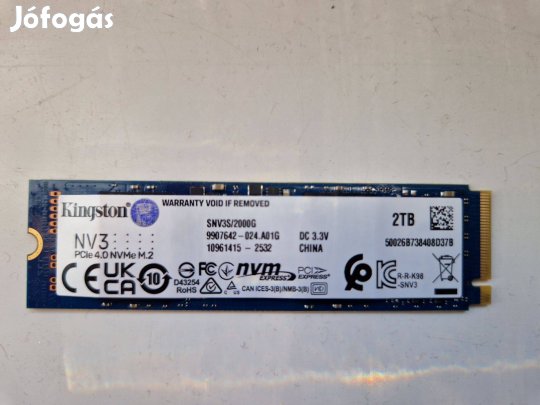 Jófogás
WARRANTY VOID IF REMOVED
Kingston
SNV3S/2000G
2TB
NV3
9907642-024.A01G
DC 3.3V
PCIe 4.0 NVMe M.2
10961415 - 2532
CHINA
50026B738408D37B
CE UK CA
10
FC
nvm EXPRESS
PCI EXPRESS
R-R-K98
-SNV3
D43254
RoHS
CAN ICES-3(B)/NMB-3(B)